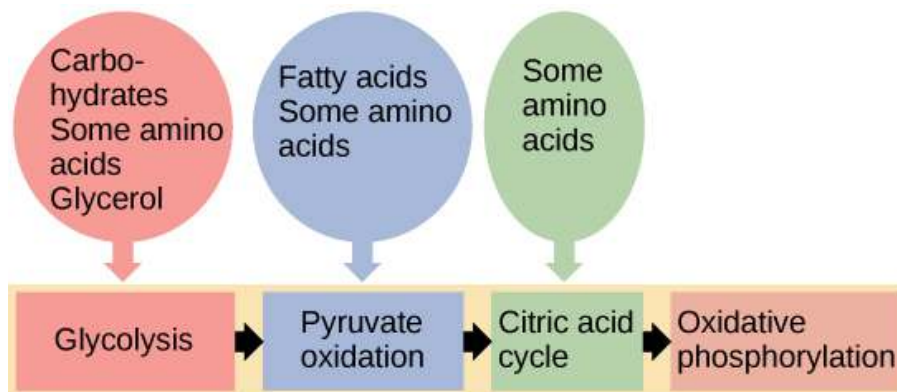 Carbo-
hydrates
Some amino
acids
Glycerol
Fatty acids
Some amino
acids
Some
amino
acids
Glycolysis
Pyruvate
oxidation
Citric acid
cycle
Oxidative
phosphorylation